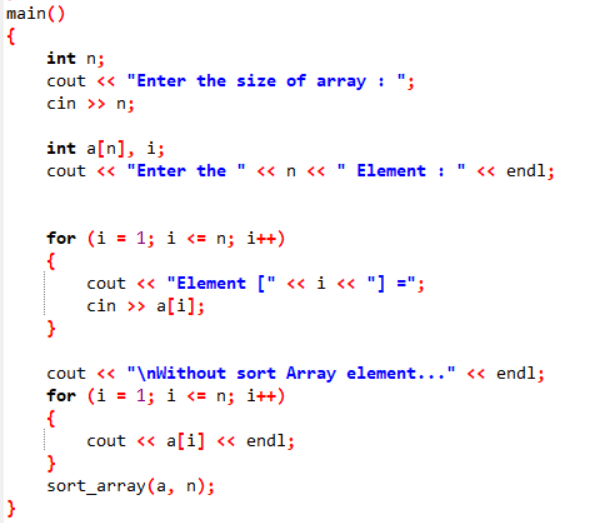 main()
{
    int n;
    cout << "Enter the size of array : ";
    cin >> n;

    int a[n], i;
    cout << "Enter the " << n << " Element : " << endl;


    for (i = 1; i <= n; i++)
    {
        cout << "Element [" << i << "] =";
        cin >> a[i];
    }

    cout << "\nWithout sort Array element..." << endl;
    for (i = 1; i <= n; i++)
    {
        cout << a[i] << endl;
    }
    sort_array(a, n);
}